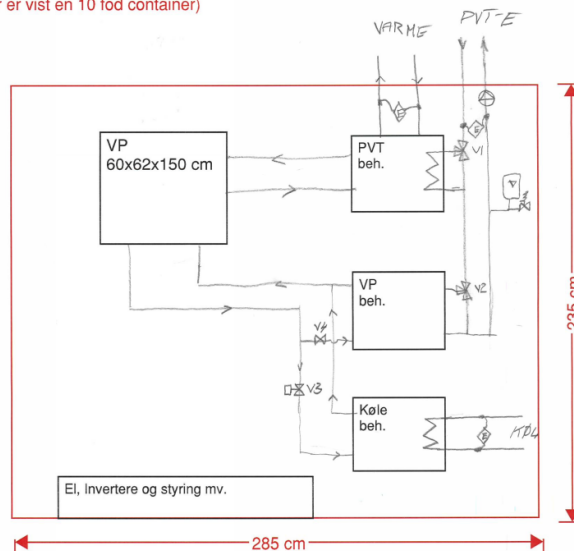 r er vist en 10 fod container)
VARME
PVT-E
E
E
VP
60x62x150 cm
PVT
beh.
V1
VP
beh.
V2
V4
V3
Køle
beh.
E
KØL
El, Invertere og styring mv.
285 cm
235 cm